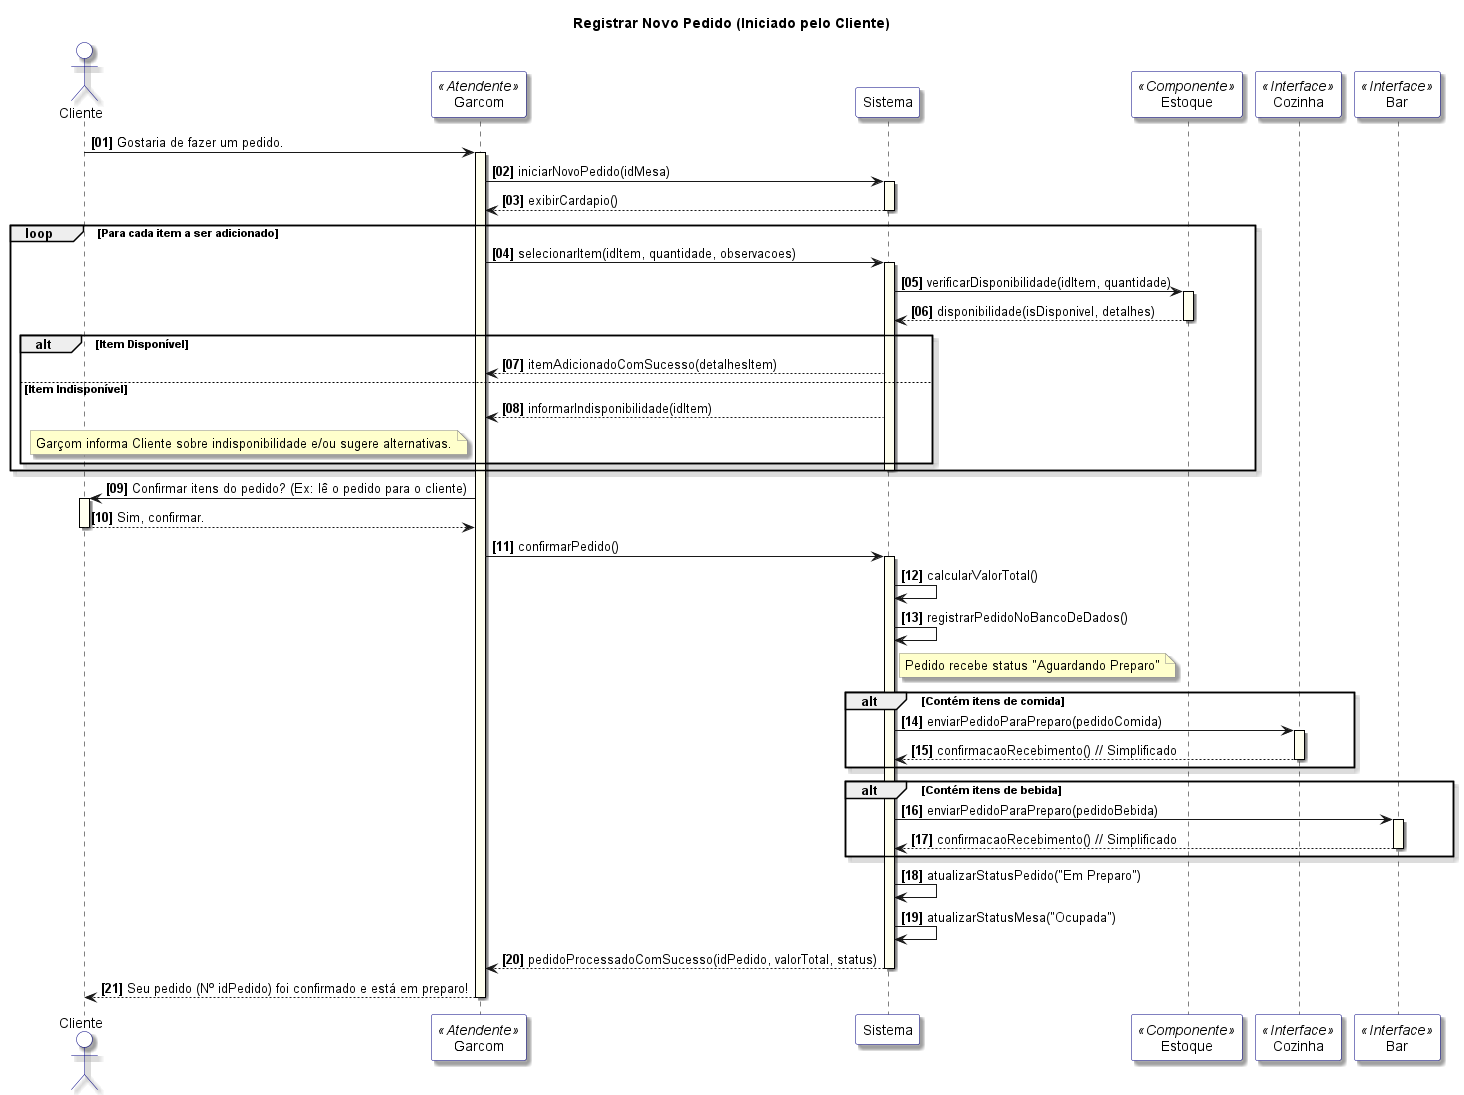 Registrar Novo Pedido (Iniciado pelo Cliente)
Cliente
«Atendente»
Garcom
Sistema
«Componente»
Estoque
«Interface»
Cozinha
«Interface»
Bar
[01] Gostaria de fazer um pedido.
[02] iniciarNovoPedido(idMesa)
[03] exibirCardapio()
loop [Para cada item a ser adicionado]
[04] selecionarItem(idItem, quantidade, observacoes)
[05] verificarDisponibilidade(idItem, quantidade)
[06] disponibilidade(isDisponivel, detalhes)
alt [Item Disponível]
[07] itemAdicionadoComSucesso(detalhesItem)
[Item Indisponível]
[08] informarIndisponibilidade(idItem)
Garçom informa Cliente sobre indisponibilidade e/ou sugere alternativas.
[09] Confirmar itens do pedido? (Ex: lê o pedido para o cliente)
[10] Sim, confirmar.
[11] confirmarPedido()
[12] calcularValorTotal()
[13] registrarPedidoNoBancoDeDados()
Pedido recebe status "Aguardando Preparo"
alt [Contém itens de comida]
[14] enviarPedidoParaPreparo(pedidoComida)
[15] confirmacaoRecebimento() // Simplificado
alt [Contém itens de bebida]
[16] enviarPedidoParaPreparo(pedidoBebida)
[17] confirmacaoRecebimento() // Simplificado
[18] atualizarStatusPedido("Em Preparo")
[19] atualizarStatusMesa("Ocupada")
[20] pedidoProcessadoComSucesso(idPedido, valorTotal, status)
[21] Seu pedido (Nº idPedido) foi confirmado e está em preparo!
Cliente
«Atendente»
Garcom
Sistema
«Componente»
Estoque
«Interface»
Cozinha
«Interface»
Bar